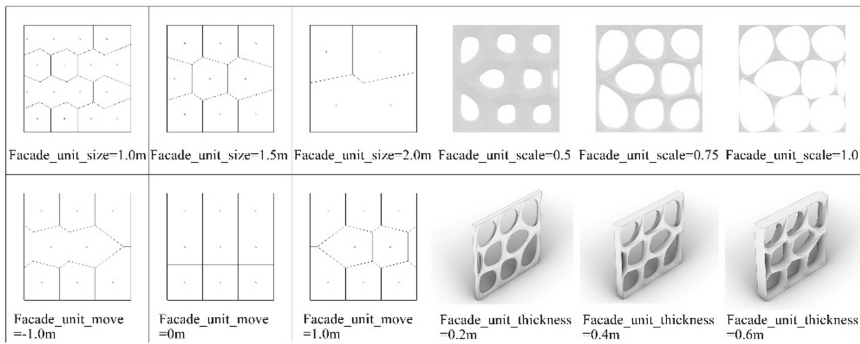 Facade_unit_size=1.0m
Facade_unit_size=1.5m
Facade_unit_size=2.0m
Facade_unit_scale=0.5
Facade_unit_scale=0.75
Facade_unit_scale=1.0
Facade_unit_move
=-1.0m
Facade_unit_move
=0m
Facade_unit_move
=1.0m
Facade_unit_thickness
=0.2m
Facade_unit_thickness
=0.4m
Facade_unit_thickness
=0.6m